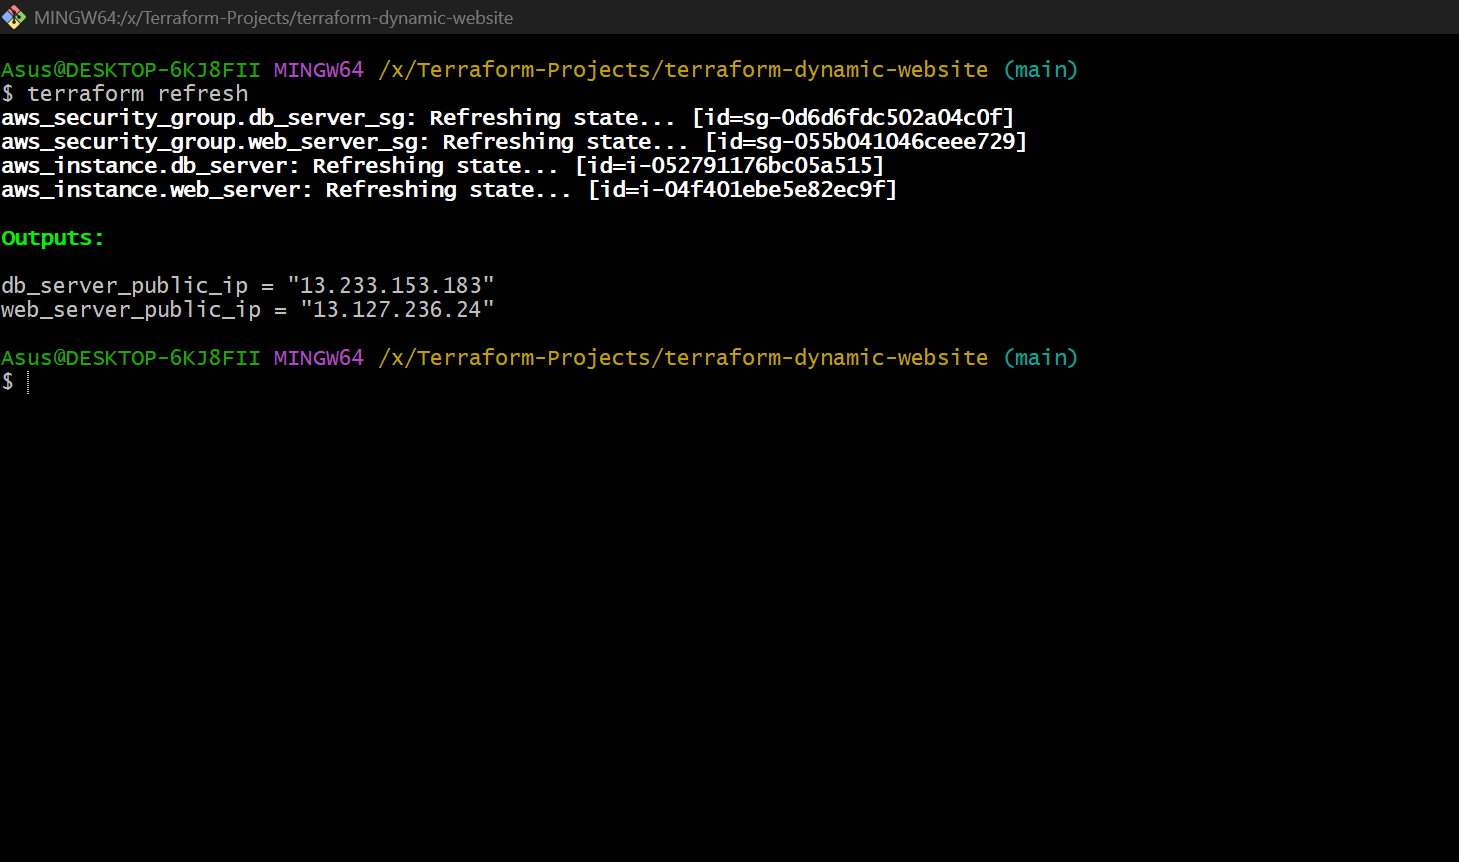 MINGW64:/x/Terraform-Projects/terraform-dynamic-website
Asus@DESKTOP-6KJ8FII MINGW64 /x/Terraform-Projects/terraform-dynamic-website (main)
$ terraform refresh
aws_security_group.db_server_sg: Refreshing state... [id=sg-0d6d6fdc502a04c0f]
aws_security_group.web_server_sg: Refreshing state... [id=sg-055b041046ceee729]
aws_instance.db_server: Refreshing state... [id=i-052791176bc05a515]
aws_instance.web_server: Refreshing state... [id=i-04f401ebe5e82ec9f]
Outputs:
db_server_public_ip = "13.233.153.183"
web_server_public_ip = "13.127.236.24"
Asus@DESKTOP-6KJ8FII MINGW64 /x/Terraform-Projects/terraform-dynamic-website (main)
$